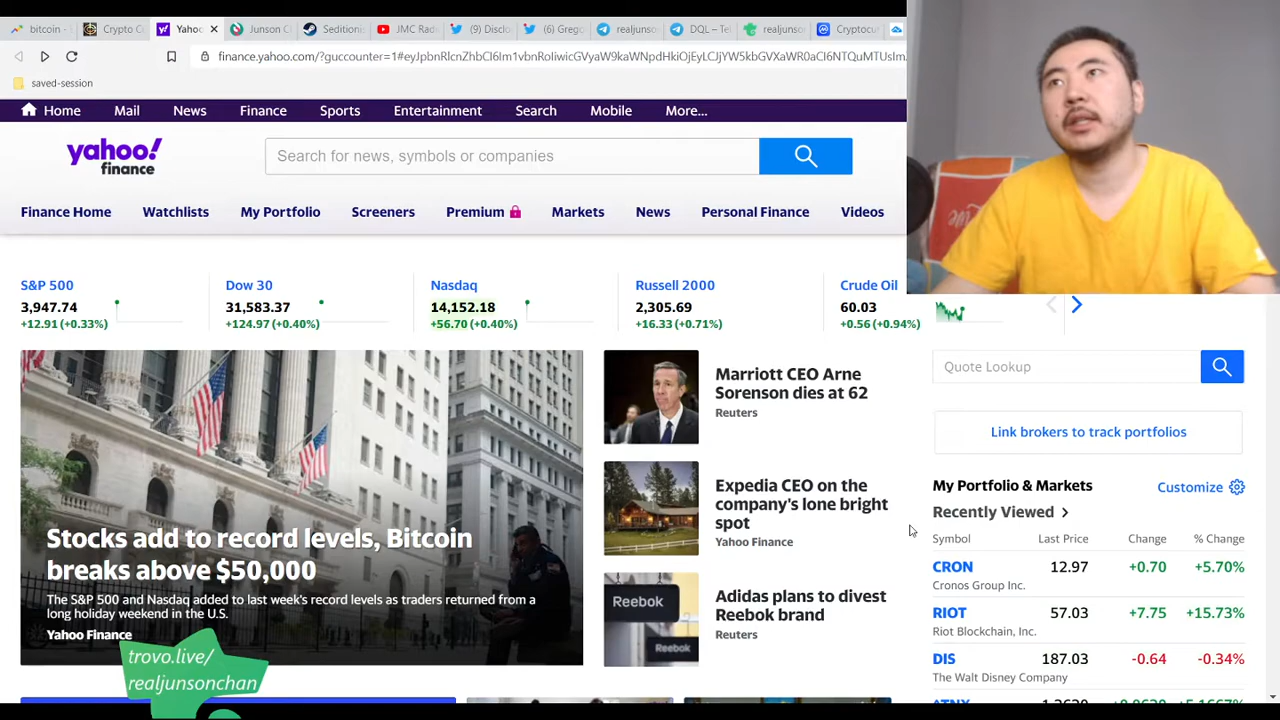 bitcoin -
Crypto C
Yaho
Junson C
Sedition
JMC Rad
(9) Disclo
(6) Greg
realjunso
DQL – Te
realjunso
Cryptocu
finance.yahoo.com/?guccounter=1#
saved-session
Home Mail News Finance Sports Entertainment Search Mobile More...
yahoo!
finance
Search for news, symbols or companies
Finance Home Watchlists My Portfolio Screeners Premium Markets News Personal Finance Videos
S&P 500
3,947.74
+12.91 (+0.33%)
Dow 30
31,583.37
+124.97 (+0.40%)
Nasdaq
14,152.18
+56.70 (+0.40%)
Russell 2000
2,305.69
+16.33 (+0.71%)
Crude Oil
60.03
+0.56 (+0.94%)
Stocks add to record levels, Bitcoin
breaks above $50,000
The S&P 500 and Nasdaq added to last week's record levels as traders returned from a
long holiday weekend in the U.S.
Yahoo Finance
trovo.live/
realjunsonchan
Marriott CEO Arne
Sorenson dies at 62
Reuters
Expedia CEO on the
company's lone bright
spot
Yahoo Finance
Reebok
Reebok
Adidas plans to divest
Reebok brand
Reuters
Quote Lookup
Link brokers to track portfolios
My Portfolio & Markets Customize
Recently Viewed
Symbol Last Price Change % Change
CRON 12.97 +0.70 +5.70%
Cronos Group Inc.
RIOT 57.03 +7.75 +15.73%
Riot Blockchain, Inc.
DIS 187.03 -0.64 -0.34%
The Walt Disney Company